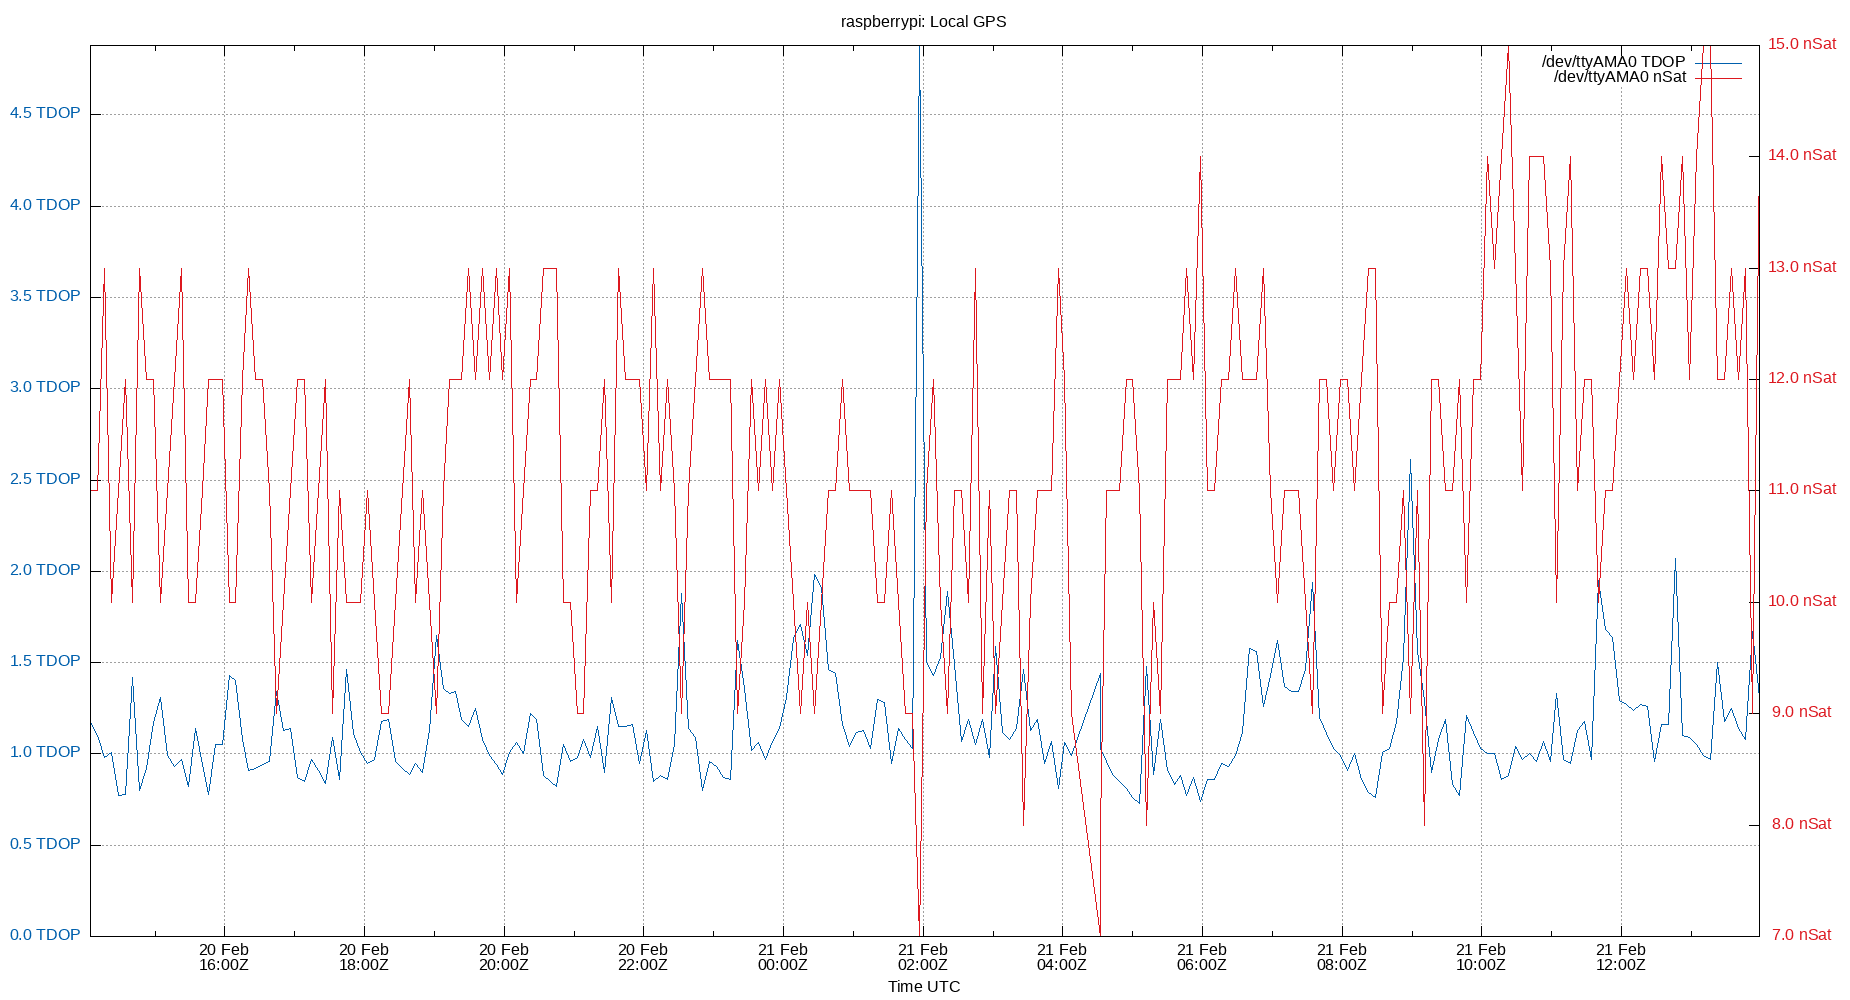 raspberrypi: Local GPS
/dev/ttyAMA0 TDOP
/dev/ttyAMA0 nSat
4.5 TDOP
4.0 TDOP
3.5 TDOP
3.0 TDOP
2.5 TDOP
2.0 TDOP
1.5 TDOP
1.0 TDOP
0.5 TDOP
0.0 TDOP
15.0 nSat
14.0 nSat
13.0 nSat
12.0 nSat
11.0 nSat
10.0 nSat
9.0 nSat
8.0 nSat
7.0 nSat
20 Feb
16:00Z
20 Feb
18:00Z
20 Feb
20:00Z
20 Feb
22:00Z
21 Feb
00:00Z
21 Feb
02:00Z
21 Feb
04:00Z
21 Feb
06:00Z
21 Feb
08:00Z
21 Feb
10:00Z
21 Feb
12:00Z
Time UTC